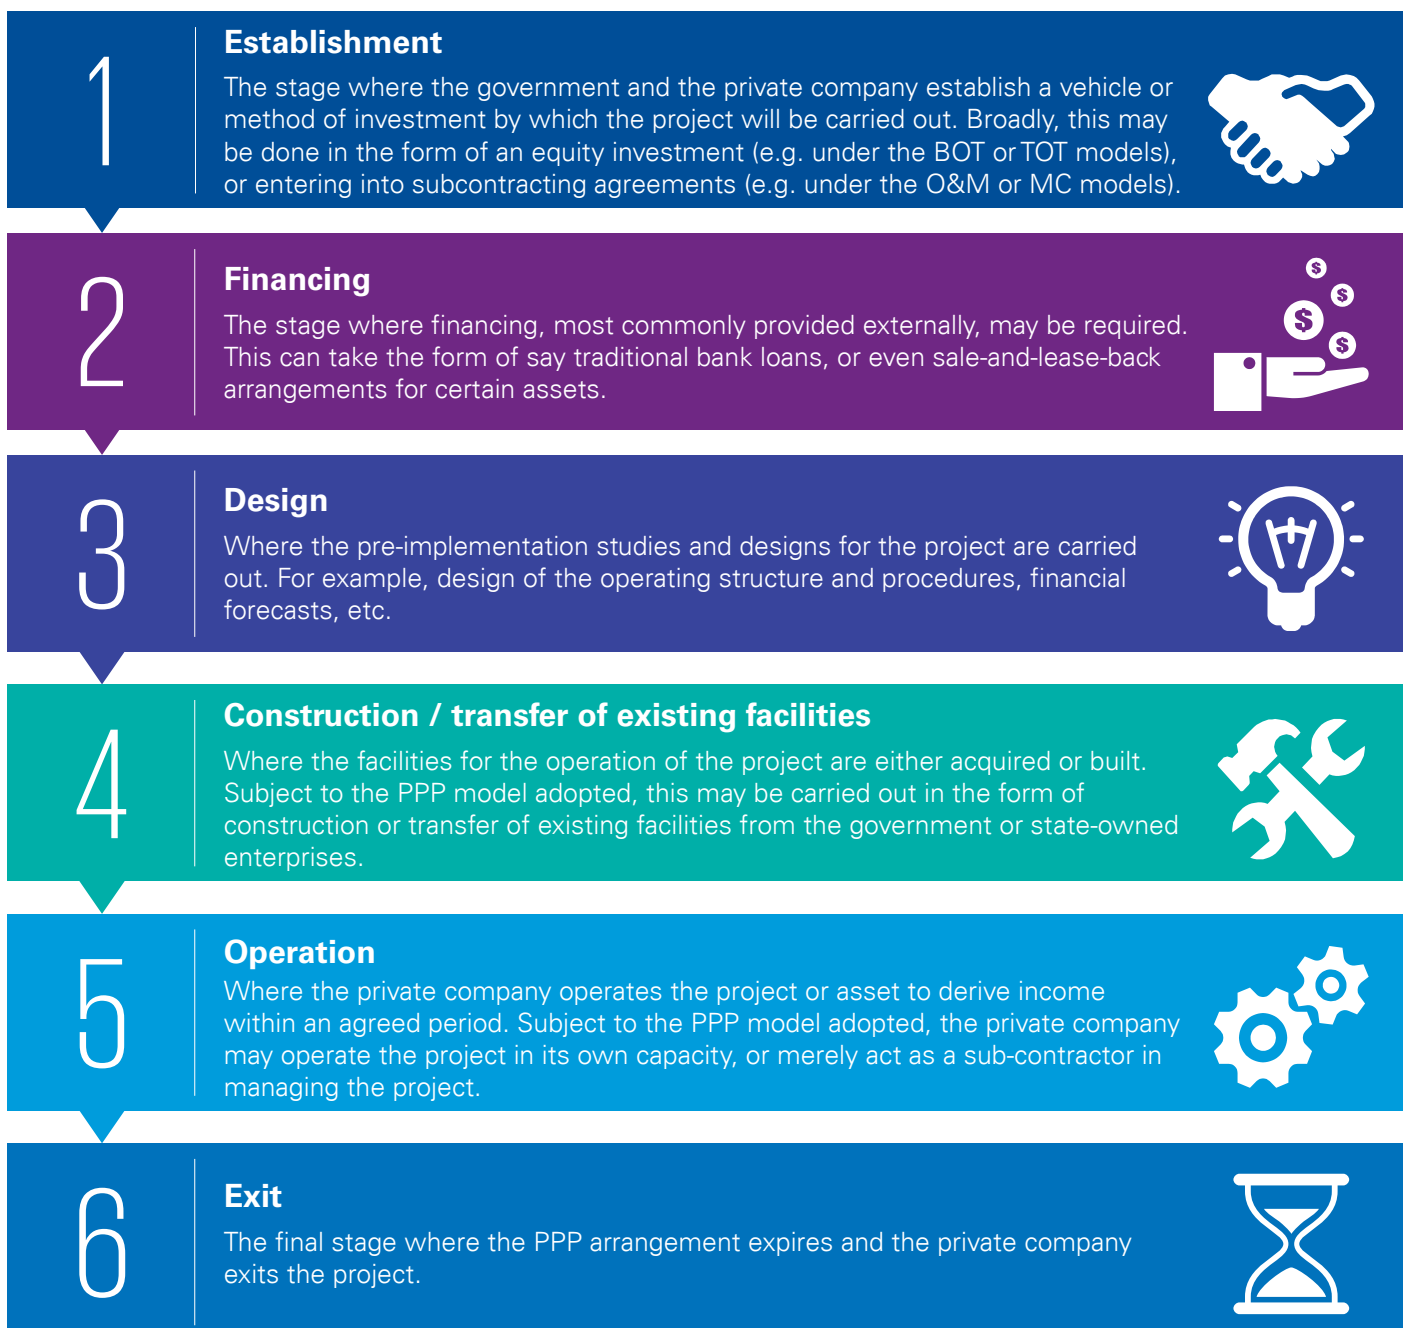 1
Establishment
The stage where the government and the private company establish a vehicle or
method of investment by which the project will be carried out. Broadly, this may
be done in the form of an equity investment (e.g. under the BOT or TOT models),
or entering into subcontracting agreements (e.g. under the O&M or MC models).
2
Financing
The stage where financing, most commonly provided externally, may be required.
This can take the form of say traditional bank loans, or even sale-and-lease-back
arrangements for certain assets.
$
$
$
$
3
Design
Where the pre-implementation studies and designs for the project are carried
out. For example, design of the operating structure and procedures, financial
forecasts, etc.
4
Construction / transfer of existing facilities
Where the facilities for the operation of the project are either acquired or built.
Subject to the PPP model adopted, this may be carried out in the form of
construction or transfer of existing facilities from the government or state-owned
enterprises.
5
Operation
Where the private company operates the project or asset to derive income
within an agreed period. Subject to the PPP model adopted, the private company
may operate the project in its own capacity, or merely act as a sub-contractor in
managing the project.
6
Exit
The final stage where the PPP arrangement expires and the private company
exits the project.